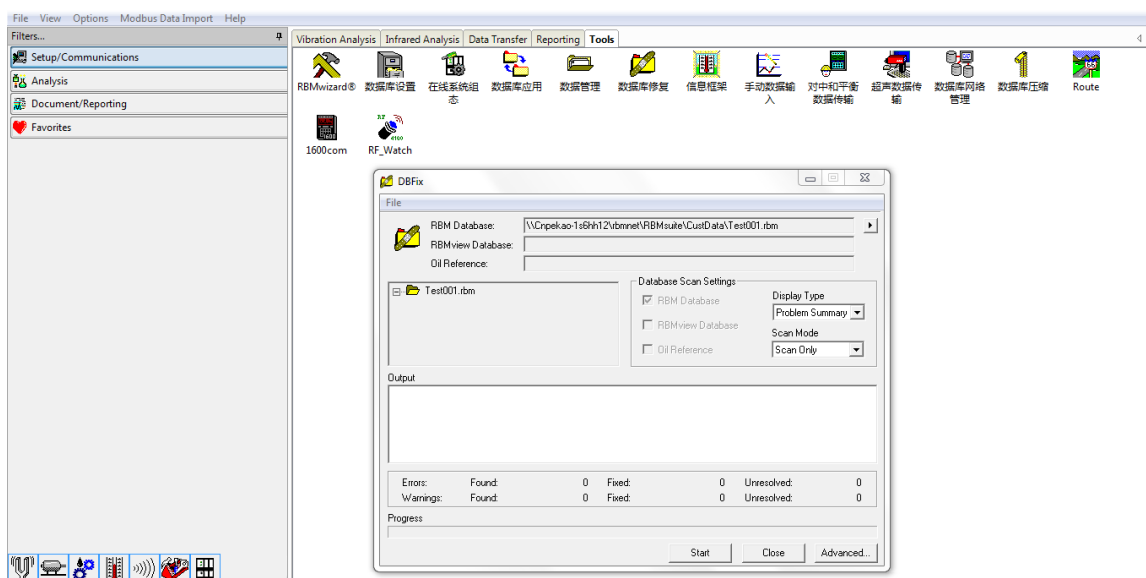 File View Options Modbus Data Import Help
Filters...
Setup/Communications
Analysis
Document/Reporting
Favorites
Vibration Analysis Infrared Analysis Data Transfer Reporting Tools
RBMwizard® 数据库设置 在线系统组态 数据库应用 数据管理 数据库修复 信息框架 手动数据输入 对中和平衡数据传输 超声数据传输 数据库网络管理 数据库压缩 Route
1600com RF_Watch
DBFix
File
RBM Database: \\Cnpekao-1s6hh12\rbmnet\RBMsuite\CustData\Test001.rbm
RBMview Database:
Oil Reference:
Test001.rbm
Database Scan Settings
RBM Database
RBMview Database
Oil Reference
Display Type
Problem Summary
Scan Mode
Scan Only
Output
Errors: Found: 0 Fixed: 0 Unresolved: 0
Warnings: Found: 0 Fixed: 0 Unresolved: 0
Progress
Start Close Advanced...